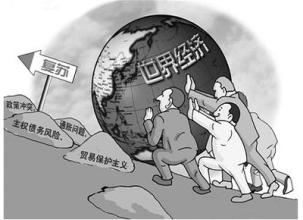 复苏
世界经济
政策冲突、
通胀问题、
主权债务风险、
贸易保护主义